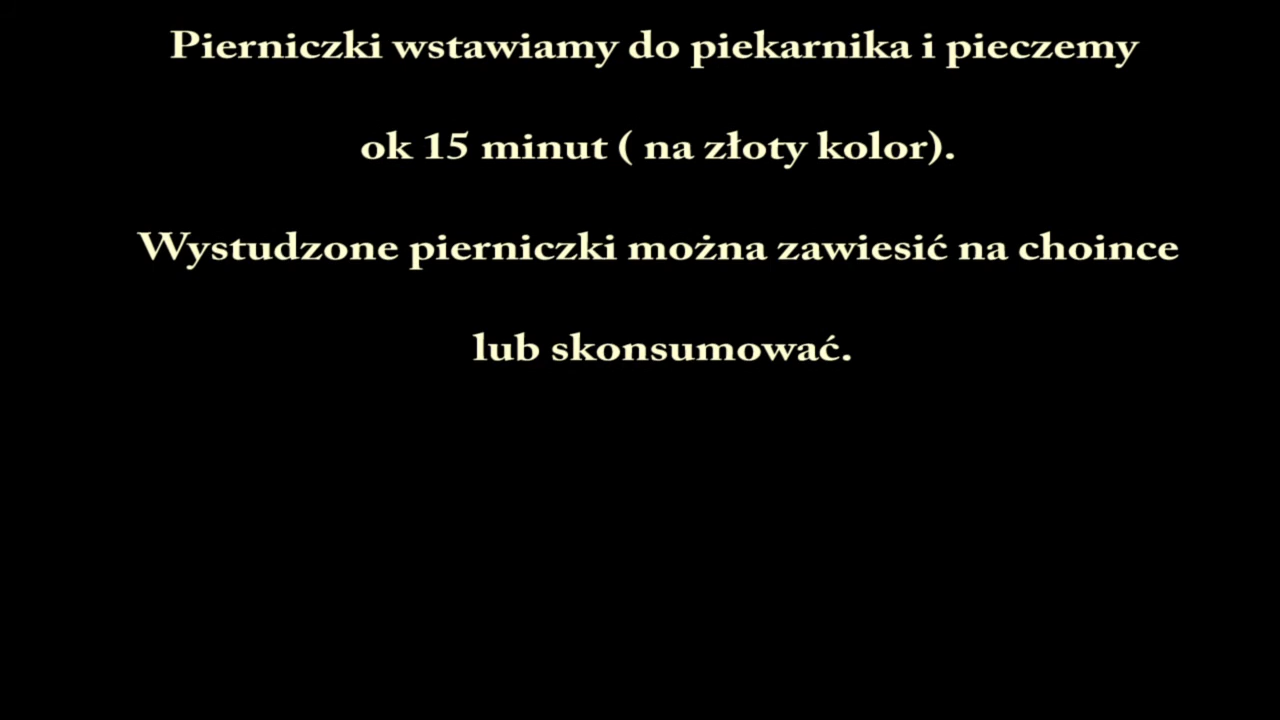 Pierniczki wstawiamy do piekarnika i pieczemy
ok 15 minut ( na złoty kolor).
Wystudzone pierniczki można zawiesić na choince
lub skonsumować.